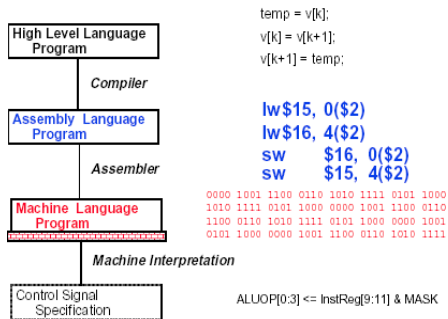 High Level Language
Program
temp = v[k];
v[k] = v[k+1];
v[k+1] = temp;
Compiler
Assembly Language
Program
lw$15, 0($2)
lw$16, 4($2)
sw $16, 0($2)
sw $15, 4($2)
Assembler
Machine Language
Program
0000 1001 1100 0110 1010 1111 0101 1000
1010 1111 0101 1000 0000 1001 1100 0110
1100 0110 1010 1111 0101 1000 0000 1001
0101 1000 0000 1001 1100 0110 1010 1111
Machine Interpretation
Control Signal
Specification
ALUOP[0:3] <= InstReg[9:11] & MASK